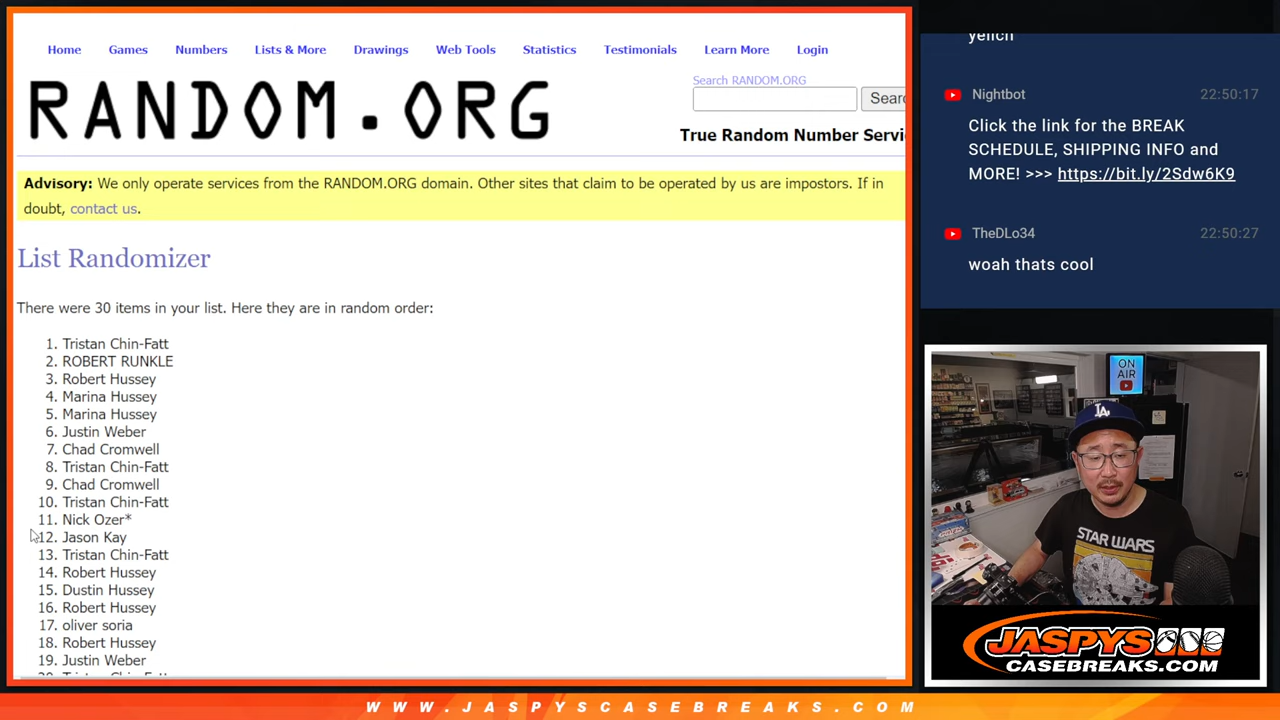 Home Games Numbers Lists & More Drawings Web Tools Statistics Testimonials Learn More Login
RANDOM.ORG
Search RANDOM.ORG
Sear
True Random Number Servi
Advisory: We only operate services from the RANDOM.ORG domain. Other sites that claim to be operated by us are impostors. If in
doubt, contact us.
List Randomizer
There were 30 items in your list. Here they are in random order:
1. Tristan Chin-Fatt
2. ROBERT RUNKLE
3. Robert Hussey
4. Marina Hussey
5. Marina Hussey
6. Justin Weber
7. Chad Cromwell
8. Tristan Chin-Fatt
9. Chad Cromwell
10. Tristan Chin-Fatt
11. Nick Ozer*
12. Jason Kay
13. Tristan Chin-Fatt
14. Robert Hussey
15. Dustin Hussey
16. Robert Hussey
17. oliver soria
18. Robert Hussey
19. Justin Weber
20. Tristan Chin-Fatt
yelich
Nightbot 22:50:17
Click the link for the BREAK
SCHEDULE, SHIPPING INFO and
MORE! >>> https://bit.ly/2Sdw6K9
TheDLo34 22:50:27
woah thats cool
ON
AIR
LA
STAR WARS
JASPYS
CASEBREAKS.COM
WWW.JASPYSCASEBREAKS.COM